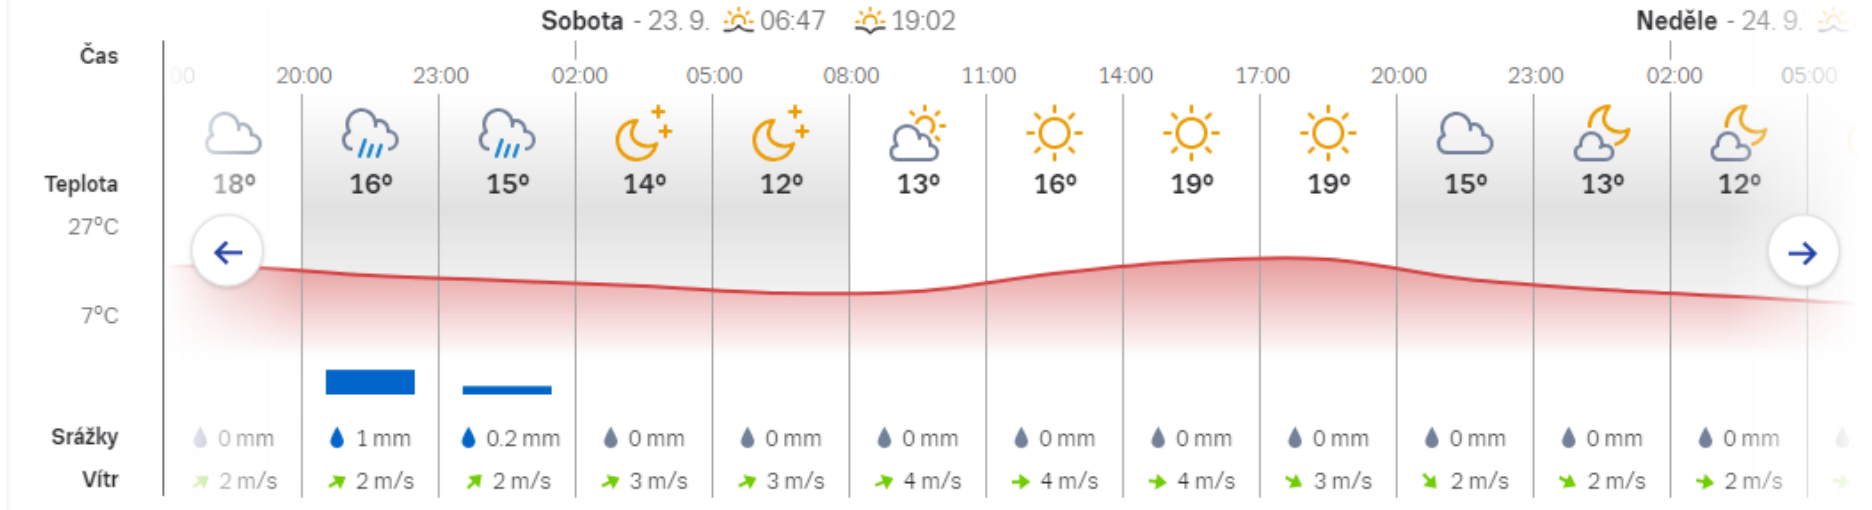 Sobota - 23. 9. 06:47 19:02 Neděle - 24. 9.
Čas
00 20:00 23:00 02:00 05:00 08:00 11:00 14:00 17:00 20:00 23:00 02:00 05:00
Teplota 18° 16° 15° 14° 12° 13° 16° 19° 19° 15° 13° 12°
27°C
7°C
Srážky 0 mm 1 mm 0.2 mm 0 mm 0 mm 0 mm 0 mm 0 mm 0 mm 0 mm 0 mm 0 mm
Vítr 2 m/s 2 m/s 2 m/s 3 m/s 3 m/s 4 m/s 4 m/s 4 m/s 3 m/s 2 m/s 2 m/s 2 m/s